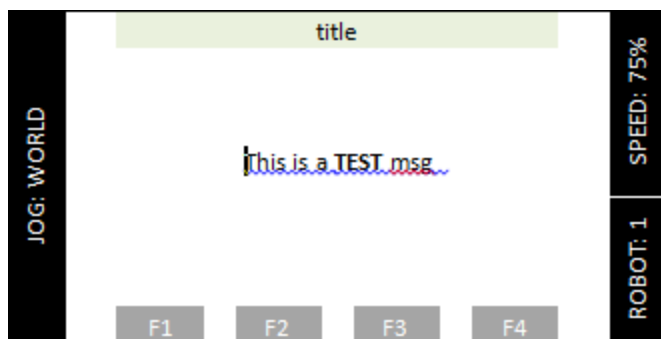 title
JOG: WORLD
SPEED: 75%
This is a TEST msg
ROBOT: 1
F1 F2 F3 F4